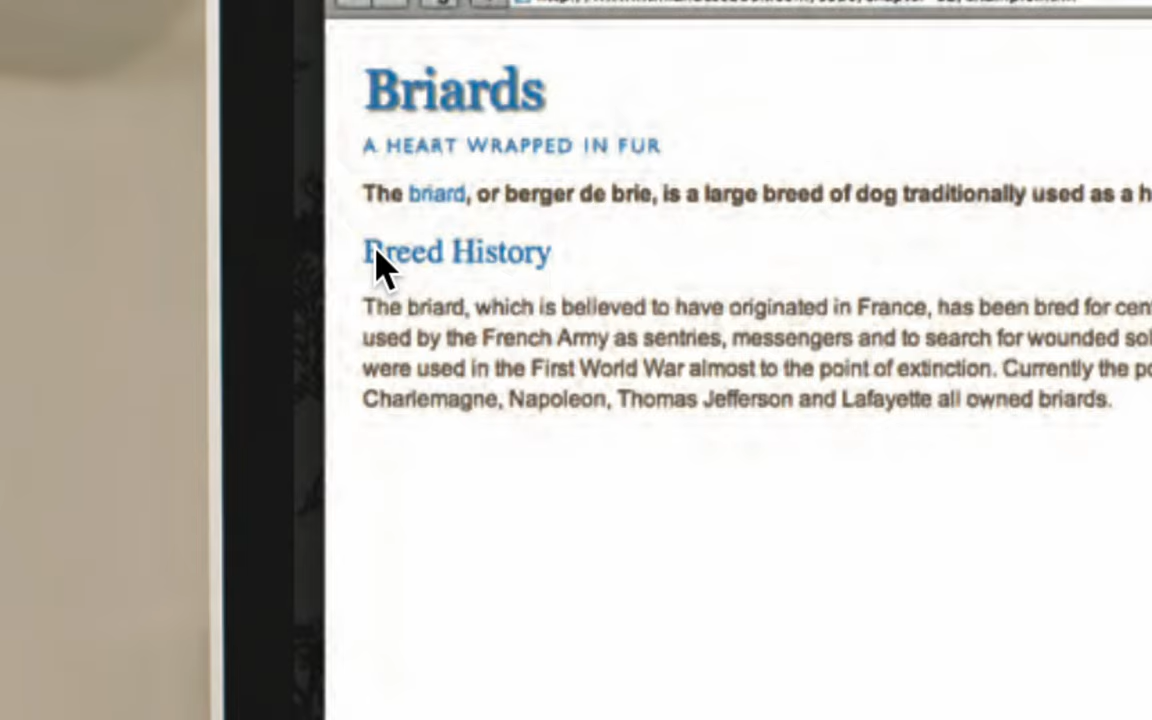 Briards
A HEART WRAPPED IN FUR
The briard, or berger de brie, is a large breed of dog traditionally used as a h
Breed History
The briard, which is believed to have originated in France, has been bred for cen
used by the French Army as sentries, messengers and to search for wounded sol
were used in the First World War almost to the point of extinction. Currently the po
Charlemagne, Napoleon, Thomas Jefferson and Lafayette all owned briards.